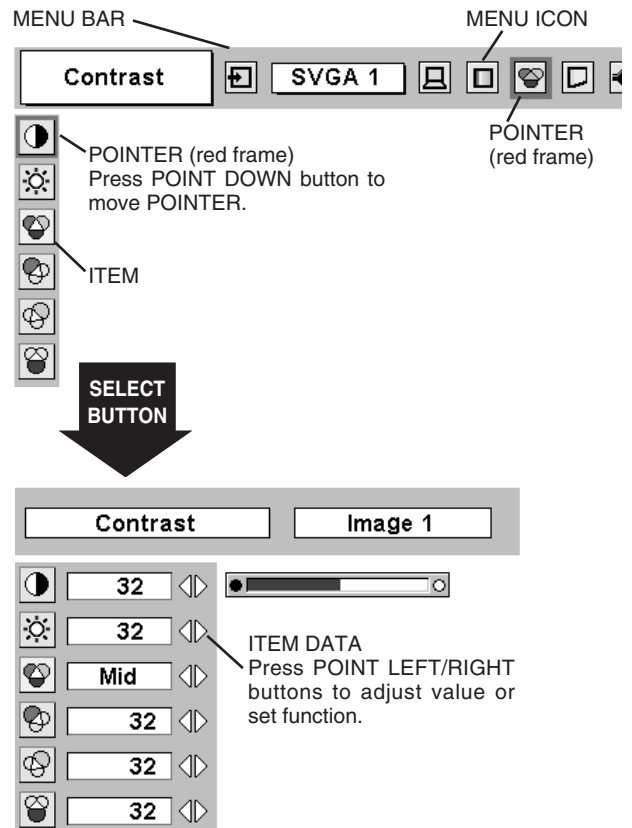 MENU BAR
MENU ICON
Contrast
SVGA 1
POINTER
(red frame)
POINTER (red frame)
Press POINT DOWN button to
move POINTER.
ITEM
SELECT
BUTTON
Contrast
Image 1
32
32
Mid
32
32
32
ITEM DATA
Press POINT LEFT/RIGHT
buttons to adjust value or
set function.